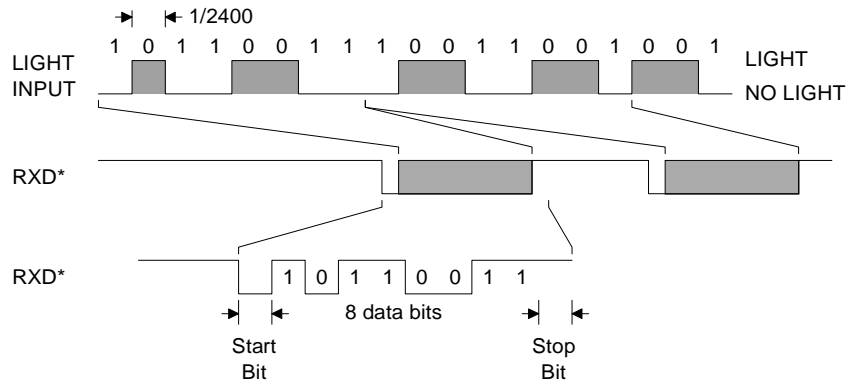 1/2400
1 0 1 1 0 0 1 1 1 0 0 1 1 0 0 1 0 0 1
LIGHT INPUT
LIGHT
NO LIGHT
RXD*
RXD*
1 0 1 1 0 0 1 1
8 data bits
Start Bit
Stop Bit